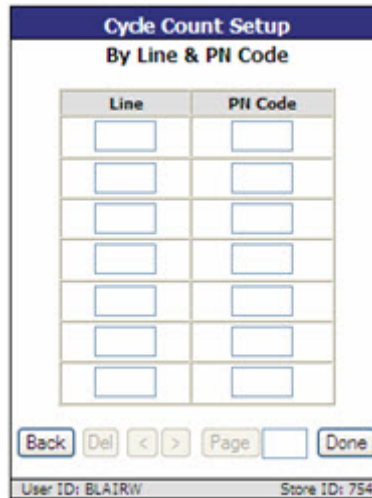 Cycle Count Setup
By Line & PN Code
Line PN Code
Back Del < > Page Done
User ID: BLAIRW Store ID: 754